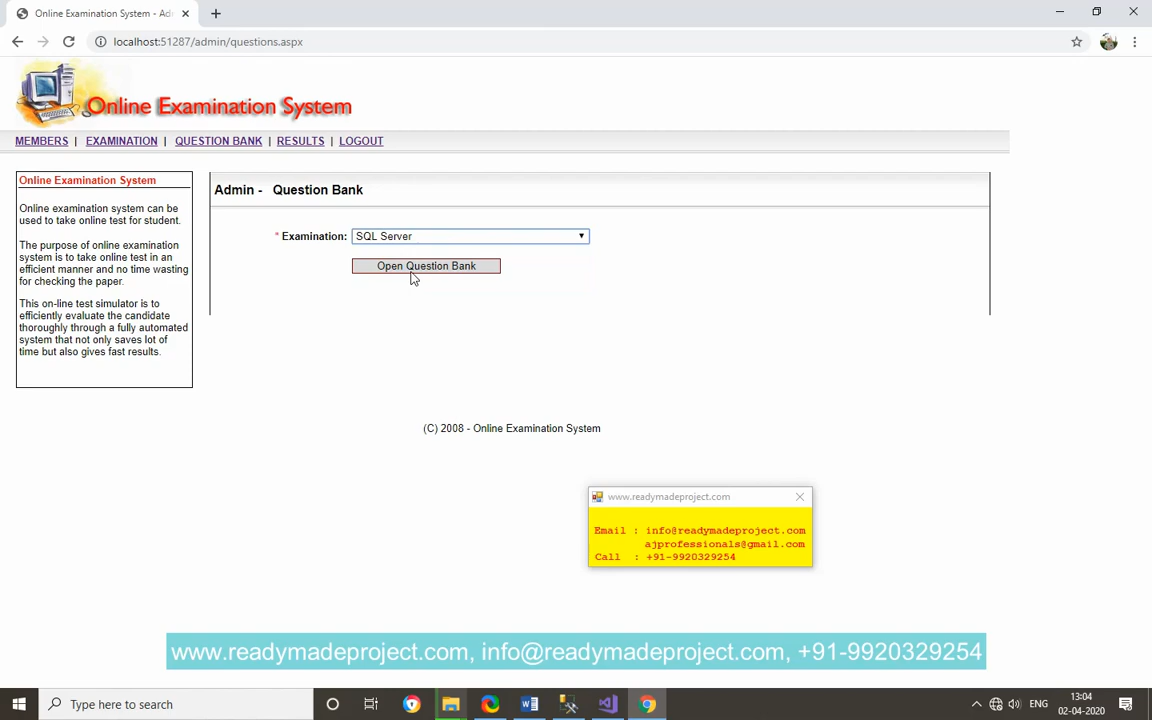 Online Examination System - Ad
localhost:51287/admin/questions.aspx
Online Examination System
MEMBERS | EXAMINATION | QUESTION BANK | RESULTS | LOGOUT
Online Examination System
Online examination system can be
used to take online test for student.
The purpose of online examination
system is to take online test in an
efficient manner and no time wasting
for checking the paper.
This on-line test simulator is to
efficiently evaluate the candidate
thoroughly through a fully automated
system that not only saves lot of
time but also gives fast results.
Admin - Question Bank
* Examination: SQL Server
Open Question Bank
(C) 2008 - Online Examination System
www.readymadeproject.com
Email : info@readymadeproject.com
ajprofessionals@gmail.com
Call : +91-9920329254
www.readymadeproject.com, info@readymadeproject.com, +91-9920329254
Type here to search
ENG
13:04
02-04-2020